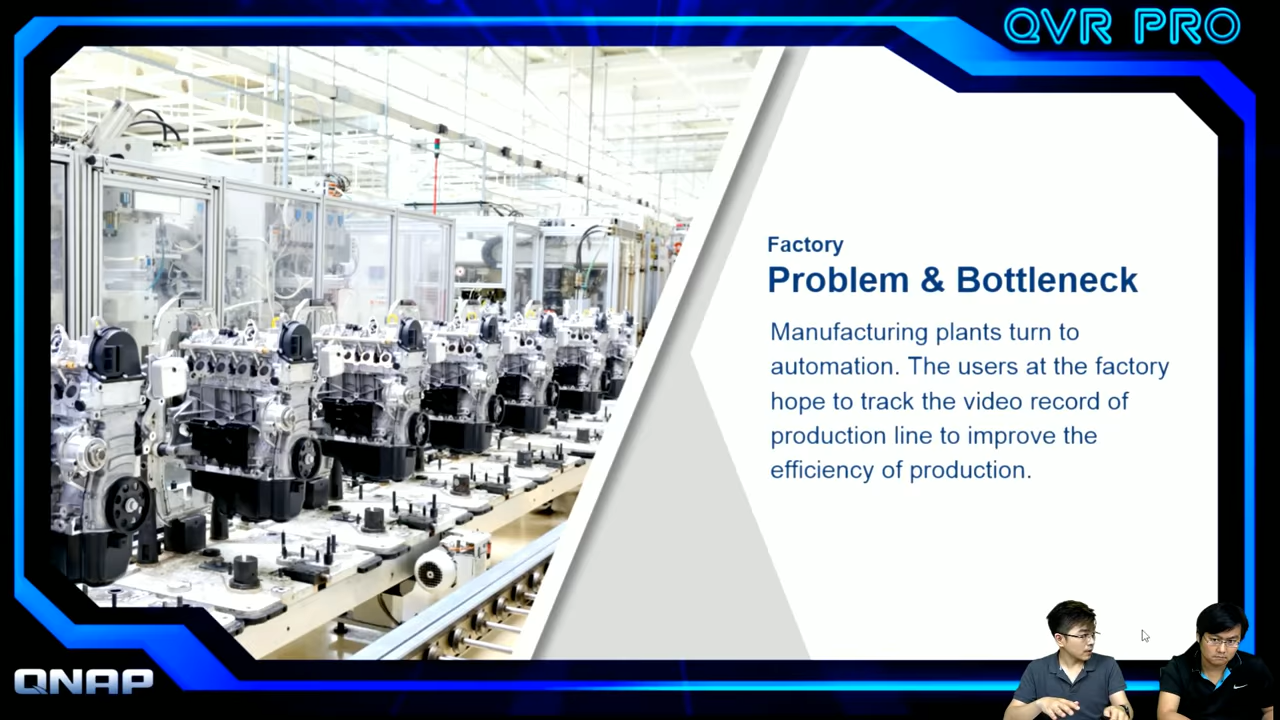 QVR PRO
Factory
Problem & Bottleneck
Manufacturing plants turn to
automation. The users at the factory
hope to track the video record of
production line to improve the
efficiency of production.
QNAP